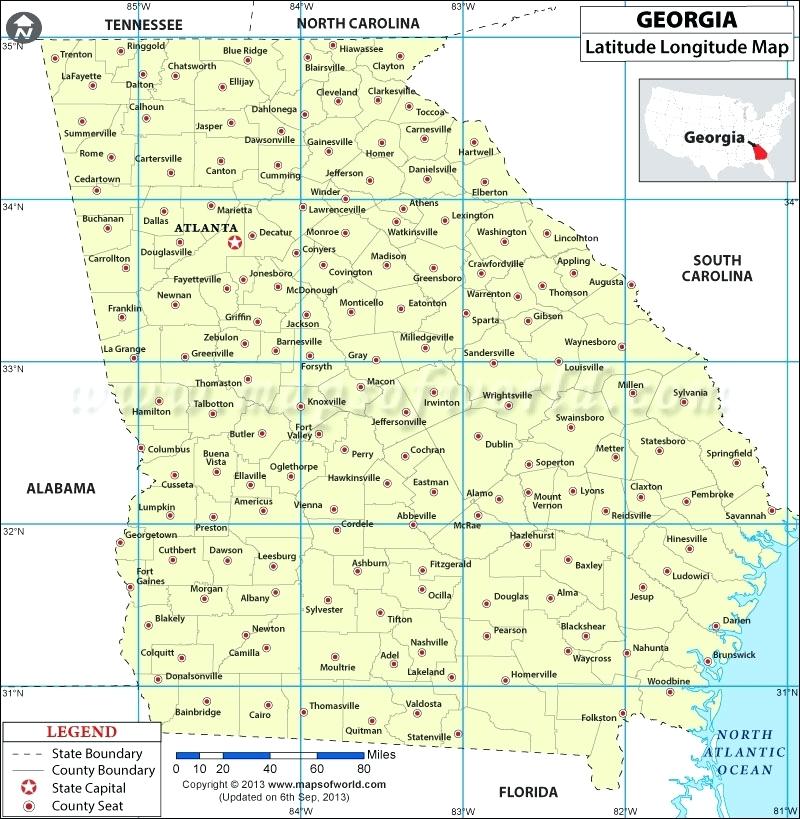 GEORGIA
Latitude Longitude Map
N
85°W
84°W
83°W
82°W
TENNESSEE
NORTH CAROLINA
35°N
Trenton
Ringgold
Blue Ridge
Hiawassee
LaFayette
Dalton
Chatsworth
Ellijay
Blairsville
Clayton
Calhoun
Dahlonega
Cleveland
Clarkesville
Toccoa
Georgia
Summerville
Jasper
Dawsonville
Gainesville
Homer
Carnesville
Hartwell
Rome
Cartersville
Canton
Cumming
Jefferson
Danielsville
Cedartown
Winder
Elberton
34°N
34°
Buchanan
Dallas
Marietta
Lawrenceville
Athens
Lexington
ATLANTA
Decatur
Monroe
Watkinsville
Washington
Lincolnton
Carrollton
Douglasville
Conyers
Madison
Crawfordville
Appling
SOUTH
CAROLINA
Fayetteville
Jonesboro
Covington
Greensboro
Augusta
Newnan
McDonough
Warrenton
Thomson
Franklin
Griffin
Jackson
Monticello
Eatonton
Sparta
Gibson
Zebulon
Barnesville
Milledgeville
Waynesboro
La Grange
Greenville
Forsyth
Gray
Sandersville
Louisville
33°N
www.mapsofworld.com
Thomaston
Macon
Irwinton
Wrightsville
Millen
Sylvania
Hamilton
Talbotton
Knoxville
Jeffersonville
Swainsboro
Butler
Fort
Valley
Dublin
Metter
Statesboro
Springfield
Columbus
Buena
Vista
Oglethorpe
Perry
Cochran
Soperton
ALABAMA
Cusseta
Ellaville
Hawkinsville
Eastman
Alamo
Mount
Vernon
Lyons
Claxton
Pembroke
Lumpkin
Preston
Americus
Vienna
Cordele
Abbeville
McRae
Reidsville
Savannah
32°N
Georgetown
Cuthbert
Dawson
Leesburg
Hazlehurst
Hinesville
Fort
Gaines
Morgan
Albany
Ashburn
Fitzgerald
Baxley
Ludowici
Ocilla
Douglas
Alma
Jesup
Blakely
Newton
Sylvester
Tifton
Darien
Colquitt
Camilla
Moultrie
Adel
Nashville
Pearson
Blackshear
Nahunta
Brunswick
Donalsonville
Lakeland
Homerville
Waycross
Woodbine
31°N
31°N
Bainbridge
Cairo
Thomasville
Valdosta
Folkston
Quitman
Statenville
LEGEND
State Boundary
County Boundary
State Capital
County Seat
Miles
0 10 20 40 60 80
Copyright © 2013 www.mapsofworld.com
(Updated on 6th Sep, 2013)
FLORIDA
NORTH
ATLANTIC
OCEAN
84°W
83°W
82°W
81°W